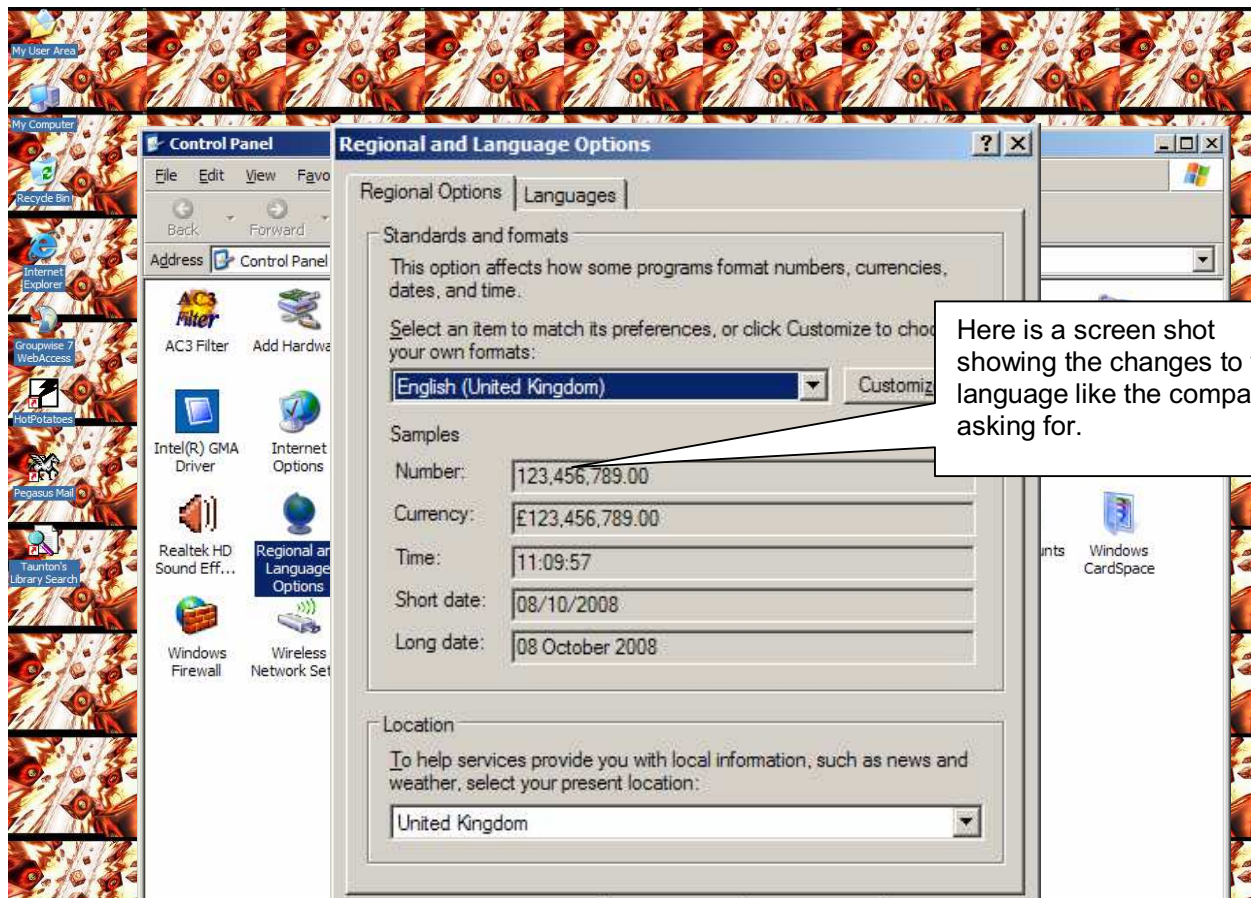 My User Area
My Computer
Recycle Bin
Internet
Explorer
Groupwise 7
WebAccess
HotPotatoes
Pegasus Mail
Taunton's
Library Search
Control Panel
File Edit View Favo
Back Forward
Address Control Panel
AC3
Filter
AC3 Filter
Add Hardwa
Intel(R) GMA
Driver
Internet
Options
Realtek HD
Sound Eff...
Regional an
Language
Options
Windows
Firewall
Wireless
Network Set
Regional and Language Options
Regional Options Languages
Standards and formats
This option affects how some programs format numbers, currencies,
dates, and time.
Select an item to match its preferences, or click Customize to choo
your own formats:
English (United Kingdom) Customiz
Samples
Number: 123,456,789.00
Currency: £123,456,789.00
Time: 11:09:57
Short date: 08/10/2008
Long date: 08 October 2008
Location
To help services provide you with local information, such as news and
weather, select your present location:
United Kingdom
Here is a screen shot
showing the changes to
language like the compa
asking for.
unts
Windows
CardSpace